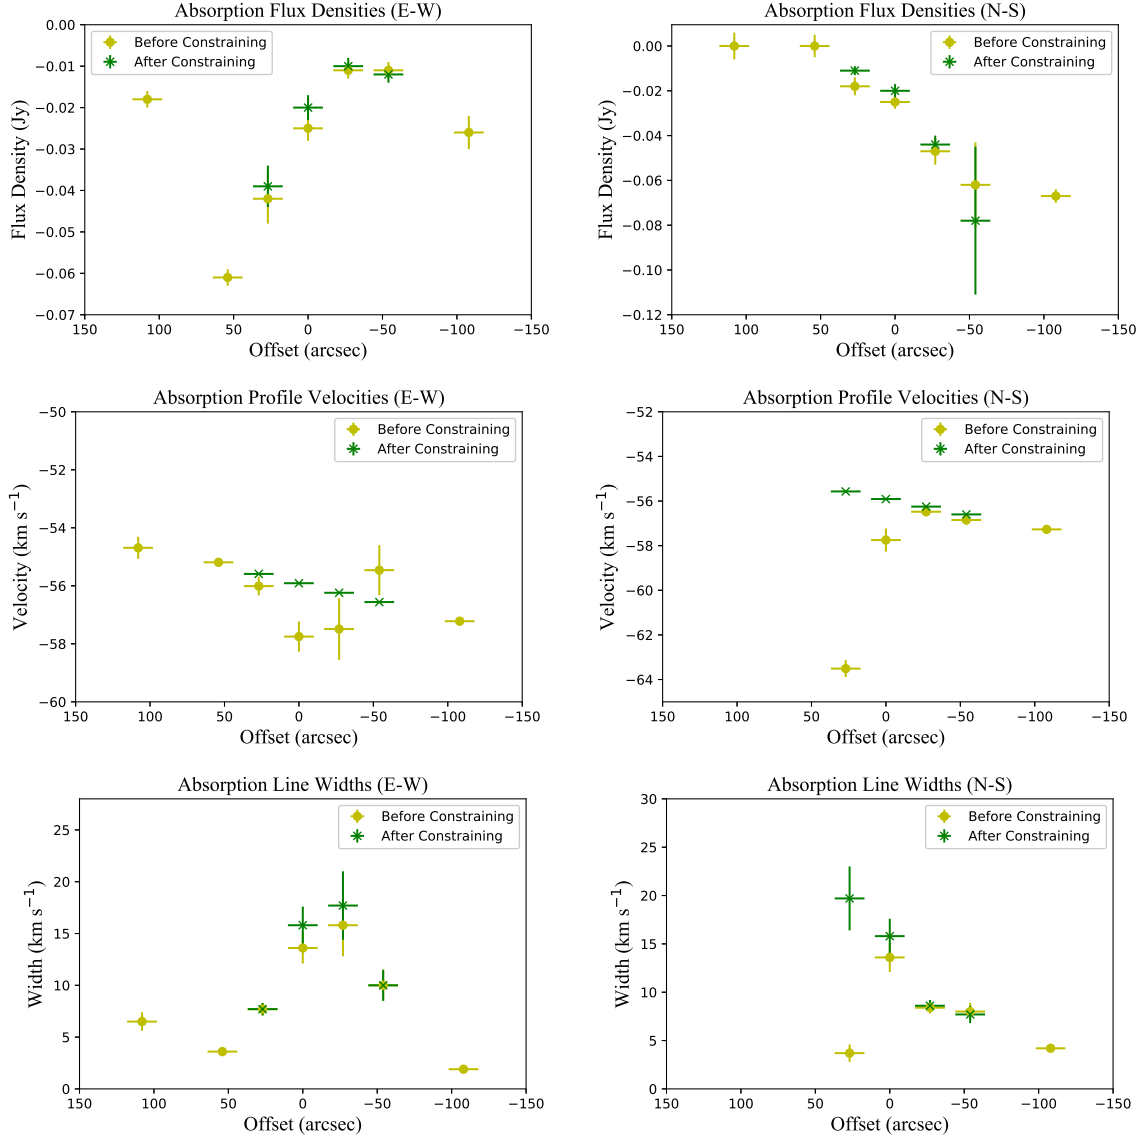 Absorption Flux Densities (E-W)
0.00
−0.01
−0.02
−0.03
−0.04
−0.05
−0.06
−0.07
Flux Density (Jy)
Before Constraining
After Constraining
150 100 50 0 −50 −100 −150
Offset (arcsec)
Absorption Flux Densities (N-S)
0.00
−0.02
−0.04
−0.06
−0.08
−0.10
−0.12
Flux Density (Jy)
Before Constraining
After Constraining
150 100 50 0 −50 −100 −150
Offset (arcsec)
Absorption Profile Velocities (E-W)
−50
−52
−54
−56
−58
−60
Velocity (km s⁻¹)
Before Constraining
After Constraining
150 100 50 0 −50 −100 −150
Offset (arcsec)
Absorption Profile Velocities (N-S)
−52
−54
−56
−58
−60
−62
−64
Velocity (km s⁻¹)
Before Constraining
After Constraining
150 100 50 0 −50 −100 −150
Offset (arcsec)
Absorption Line Widths (E-W)
25
20
15
10
5
0
Width (km s⁻¹)
Before Constraining
After Constraining
150 100 50 0 −50 −100 −150
Offset (arcsec)
Absorption Line Widths (N-S)
30
25
20
15
10
5
0
Width (km s⁻¹)
Before Constraining
After Constraining
150 100 50 0 −50 −100 −150
Offset (arcsec)